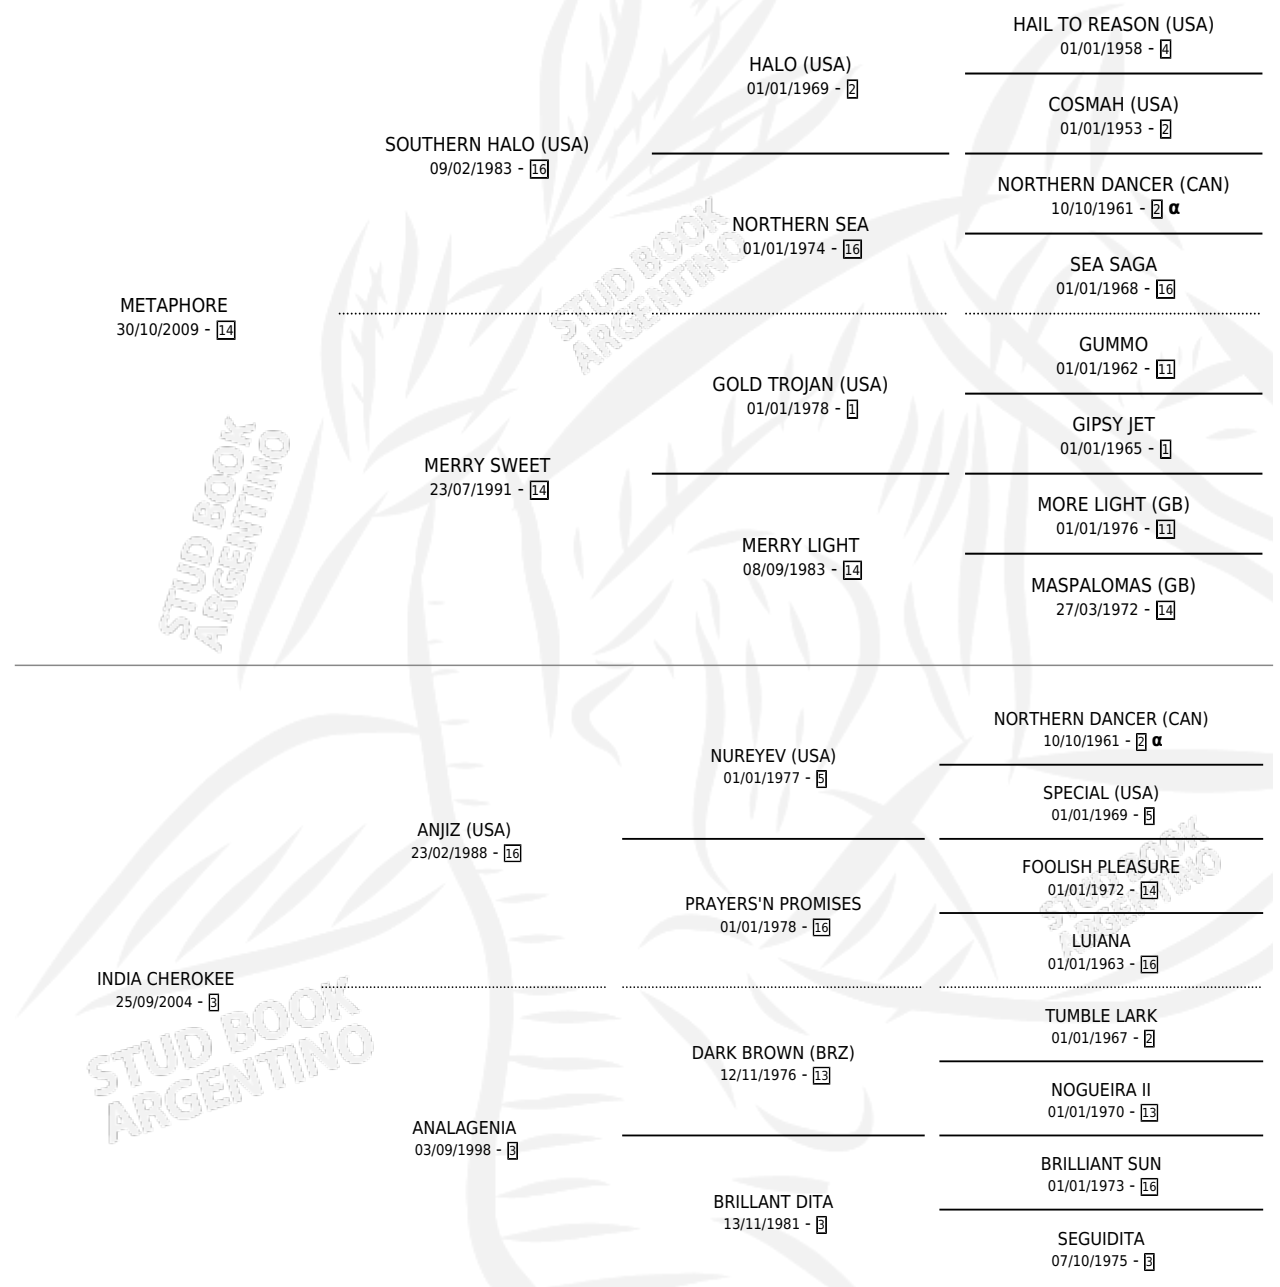 HAIL TO REASON (USA)
01/01/1958 - 4
HALO (USA)
01/01/1969 - 2
COSMAH (USA)
01/01/1953 - 2
SOUTHERN HALO (USA)
09/02/1983 - 16
NORTHERN DANCER (CAN)
10/10/1961 - 2 α
NORTHERN SEA
01/01/1974 - 16
SEA SAGA
01/01/1968 - 16
METAPHORE
30/10/2009 - 14
GUMMO
01/01/1962 - 11
GOLD TROJAN (USA)
01/01/1978 - 1
GIPSY JET
01/01/1965 - 1
MERRY SWEET
23/07/1991 - 14
MORE LIGHT (GB)
01/01/1976 - 11
MERRY LIGHT
08/09/1983 - 14
MASPALOMAS (GB)
27/03/1972 - 14
NORTHERN DANCER (CAN)
10/10/1961 - 2 α
NUREYEV (USA)
01/01/1977 - 5
SPECIAL (USA)
01/01/1969 - 5
ANJIZ (USA)
23/02/1988 - 16
FOOLISH PLEASURE
01/01/1972 - 14
PRAYERS'N PROMISES
01/01/1978 - 16
LUIANA
01/01/1963 - 16
INDIA CHEROKEE
25/09/2004 - 3
TUMBLE LARK
01/01/1967 - 2
DARK BROWN (BRZ)
12/11/1976 - 13
NOGUEIRA II
01/01/1970 - 13
ANALAGENIA
03/09/1998 - 3
BRILLIANT SUN
01/01/1973 - 16
BRILLANT DITA
13/11/1981 - 3
SEGUIDITA
07/10/1975 - 3
STUD BOOK
ARGENTINO
STUD BOOK
ARGENTINO
STUD BOOK
ARGENTINO
STUD BOOK
ARGENTINO